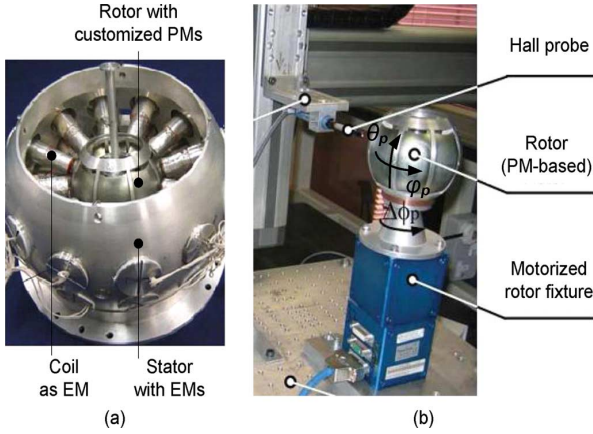 Rotor with
customized PMs
Coil
as EM
Stator
with EMs
(a)
Hall probe
θp
Rotor
(PM-based)
φp
Δϕp
Motorized
rotor fixture
(b)